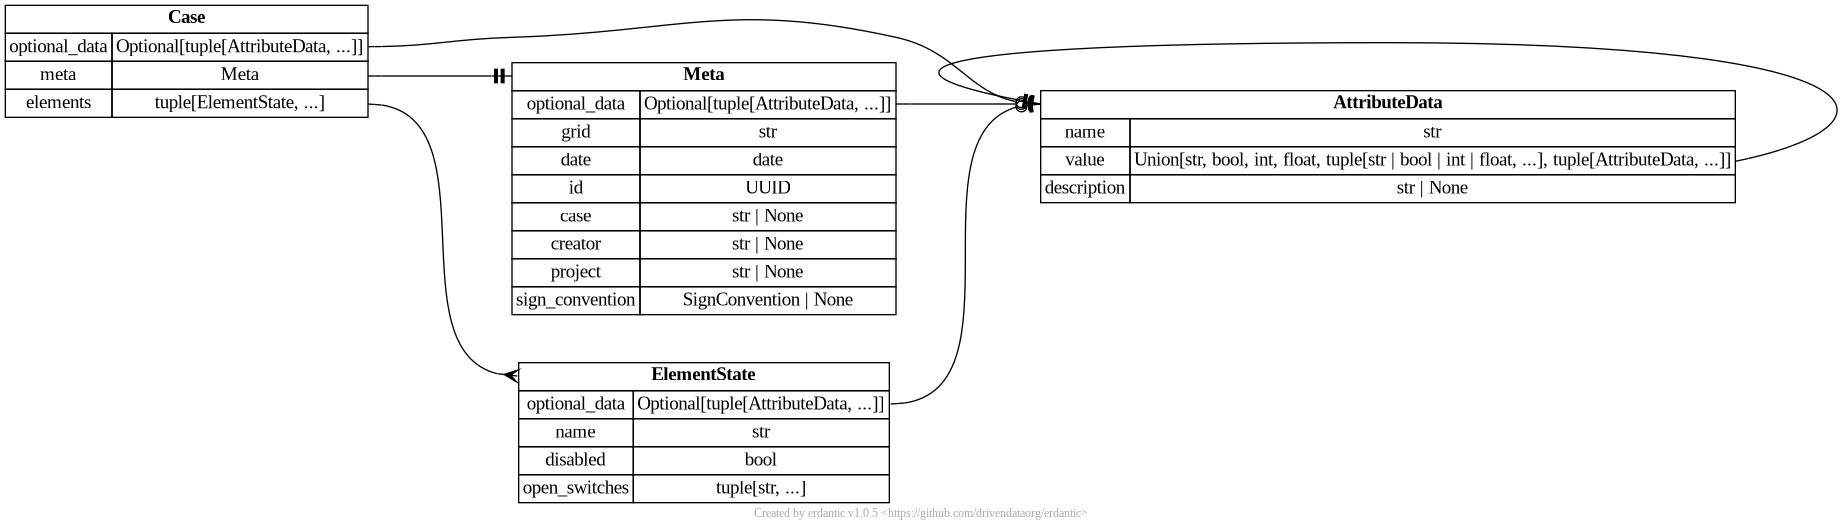 Case
optional_data Optional[tuple[AttributeData, ...]]
meta Meta
elements tuple[ElementState, ...]
Meta
optional_data Optional[tuple[AttributeData, ...]]
grid str
date date
id UUID
case str | None
creator str | None
project str | None
sign_convention SignConvention | None
AttributeData
name str
value Union[str, bool, int, float, tuple[str | bool | int | float, ...], tuple[AttributeData, ...]]
description str | None
ElementState
optional_data Optional[tuple[AttributeData, ...]]
name str
disabled bool
open_switches tuple[str, ...]
Created by erdantic v1.0.5 <https://github.com/drivendataorg/erdantic>